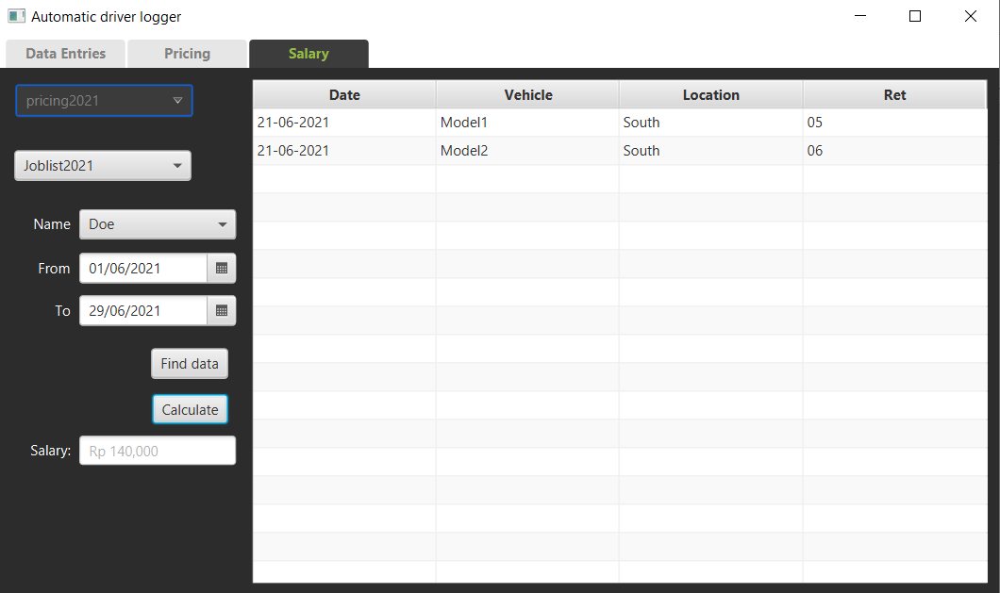 Automatic driver logger
Data Entries Pricing Salary
pricing2021
Joblist2021
Name Doe
From 01/06/2021
To 29/06/2021
Find data
Calculate
Salary: Rp 140,000
Date Vehicle Location Ret
21-06-2021 Model1 South 05
21-06-2021 Model2 South 06